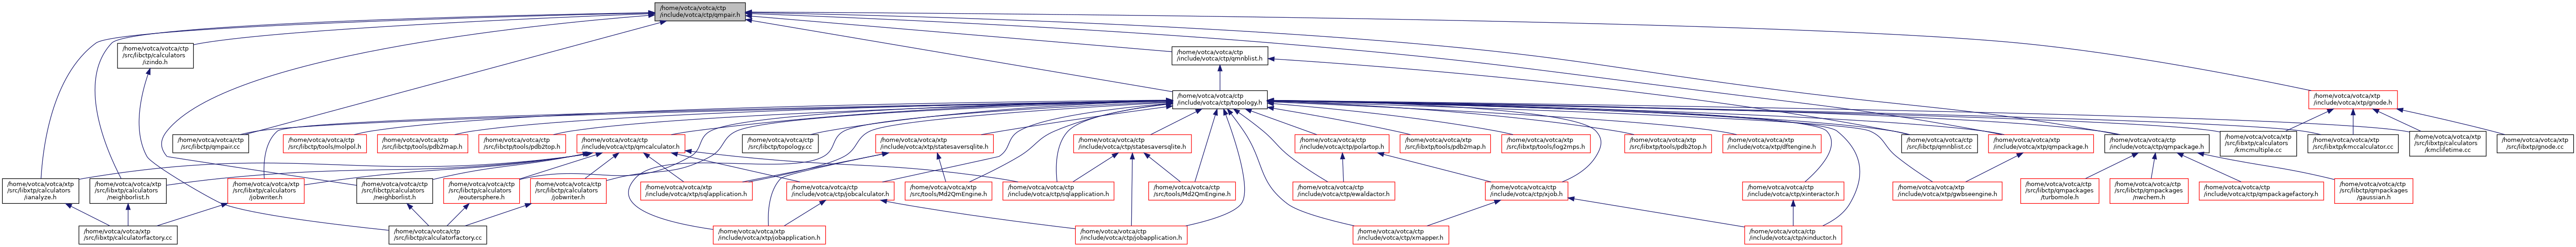 /home/votca/votca/ctp
/include/votca/ctp/qmpair.h
/home/votca/votca/ctp
/src/libctp/calculators
/izindo.h
/home/votca/votca/ctp
/include/votca/ctp/qmnblist.h
/home/votca/votca/ctp
/include/votca/ctp/topology.h
/home/votca/votca/xtp
/include/votca/xtp/gnode.h
/home/votca/votca/ctp
/src/libctp/qmpair.cc
/home/votca/votca/ctp
/src/libctp/tools/molpol.h
/home/votca/votca/ctp
/src/libctp/tools/pdb2map.h
/home/votca/votca/ctp
/src/libctp/tools/pdb2top.h
/home/votca/votca/ctp
/include/votca/ctp/qmcalculator.h
/home/votca/votca/ctp
/src/libctp/topology.cc
/home/votca/votca/xtp
/include/votca/xtp/statesaversqlite.h
/home/votca/votca/ctp
/include/votca/ctp/statesaversqlite.h
/home/votca/votca/ctp
/include/votca/ctp/polartop.h
/home/votca/votca/xtp
/src/libxtp/tools/pdb2map.h
/home/votca/votca/xtp
/src/libxtp/tools/log2mps.h
/home/votca/votca/xtp
/src/libxtp/tools/pdb2top.h
/home/votca/votca/xtp
/include/votca/xtp/dftengine.h
/home/votca/votca/ctp
/src/libctp/qmnblist.cc
/home/votca/votca/xtp
/include/votca/xtp/qmpackage.h
/home/votca/votca/ctp
/include/votca/ctp/qmpackage.h
/home/votca/votca/xtp
/src/libxtp/calculators
/kmcmultiple.cc
/home/votca/votca/xtp
/src/libxtp/kmccalculator.cc
/home/votca/votca/xtp
/src/libxtp/calculators
/kmclifetime.cc
/home/votca/votca/xtp
/src/libxtp/gnode.cc
/home/votca/votca/xtp
/src/libxtp/calculators
/ianalyze.h
/home/votca/votca/xtp
/src/libxtp/calculators
/neighborlist.h
/home/votca/votca/xtp
/src/libxtp/calculators
/jobwriter.h
/home/votca/votca/ctp
/src/libctp/calculators
/neighborlist.h
/home/votca/votca/ctp
/src/libctp/calculators
/eoutersphere.h
/home/votca/votca/ctp
/src/libctp/calculators
/jobwriter.h
/home/votca/votca/xtp
/include/votca/xtp/sqlapplication.h
/home/votca/votca/ctp
/include/votca/ctp/jobcalculator.h
/home/votca/votca/xtp
/src/tools/Md2QmEngine.h
/home/votca/votca/ctp
/include/votca/ctp/sqlapplication.h
/home/votca/votca/ctp
/src/tools/Md2QmEngine.h
/home/votca/votca/ctp
/include/votca/ctp/ewaldactor.h
/home/votca/votca/ctp
/include/votca/ctp/xjob.h
/home/votca/votca/ctp
/include/votca/ctp/xinteractor.h
/home/votca/votca/xtp
/include/votca/xtp/gwbseengine.h
/home/votca/votca/ctp
/src/libctp/qmpackages
/turbomole.h
/home/votca/votca/ctp
/src/libctp/qmpackages
/nwchem.h
/home/votca/votca/ctp
/include/votca/ctp/qmpackagefactory.h
/home/votca/votca/ctp
/src/libctp/qmpackages
/gaussian.h
/home/votca/votca/xtp
/src/libxtp/calculatorfactory.cc
/home/votca/votca/ctp
/src/libctp/calculatorfactory.cc
/home/votca/votca/xtp
/include/votca/xtp/jobapplication.h
/home/votca/votca/ctp
/include/votca/ctp/jobapplication.h
/home/votca/votca/ctp
/include/votca/ctp/xmapper.h
/home/votca/votca/ctp
/include/votca/ctp/xinductor.h